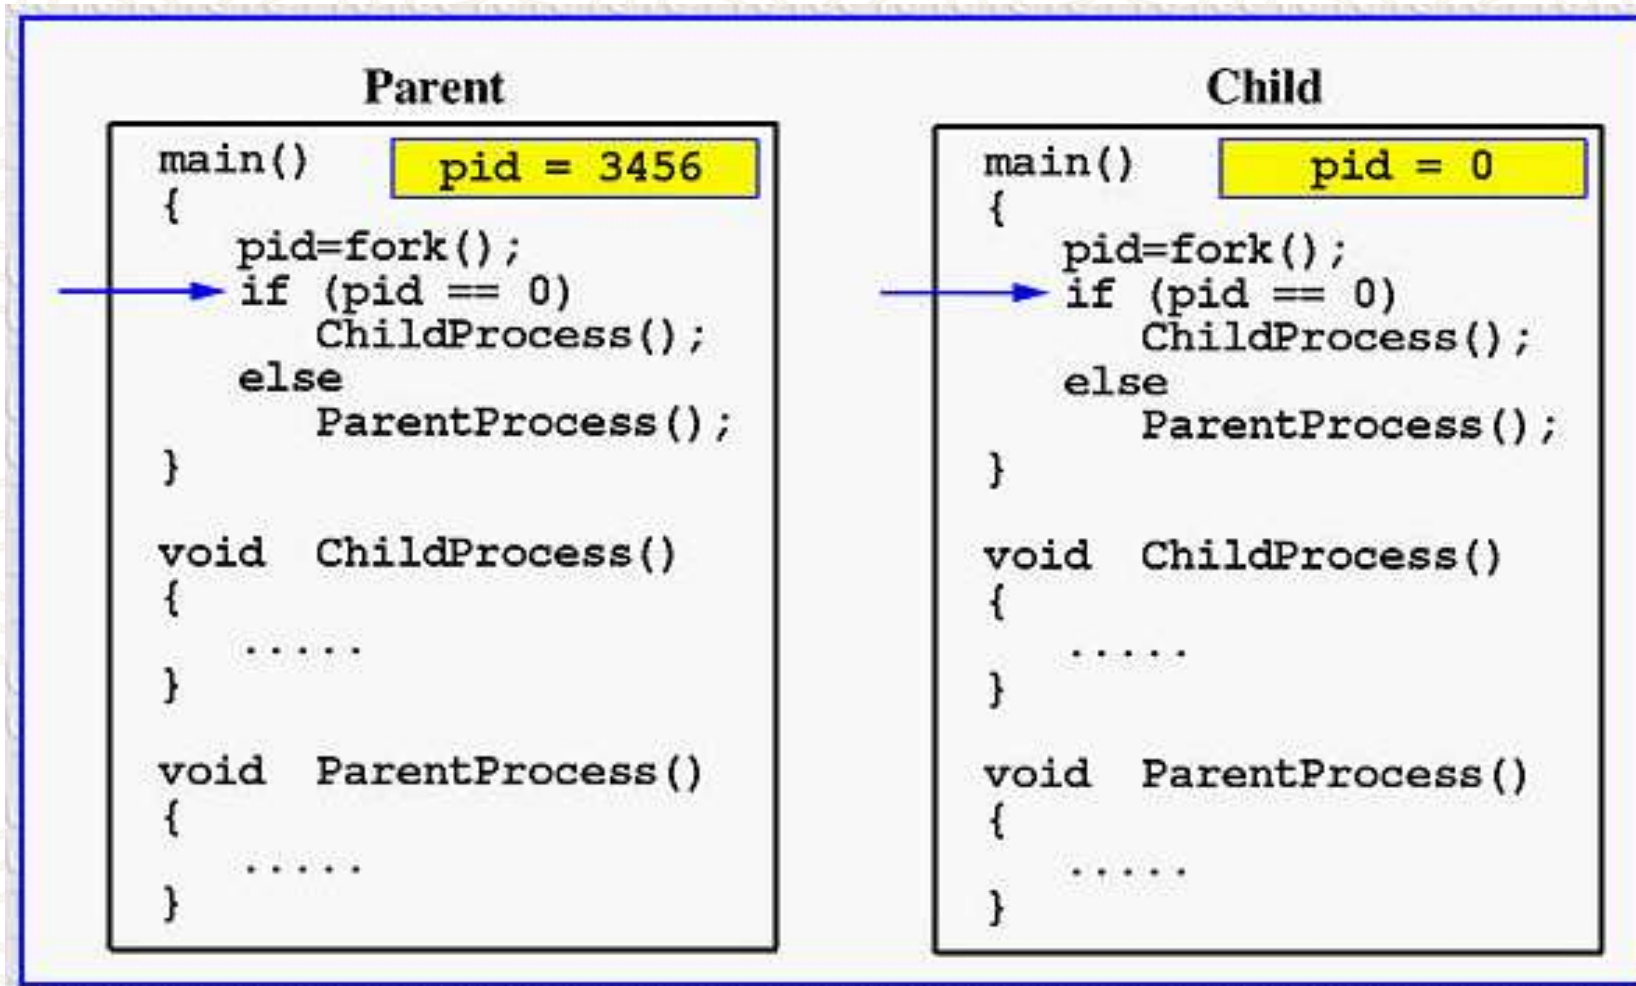 Parent
main()
pid = 3456
{
pid=fork();
if (pid == 0)
ChildProcess();
else
ParentProcess();
}
void ChildProcess()
{
.....
}
void ParentProcess()
{
.....
}
Child
main()
pid = 0
{
pid=fork();
if (pid == 0)
ChildProcess();
else
ParentProcess();
}
void ChildProcess()
{
.....
}
void ParentProcess()
{
.....
}